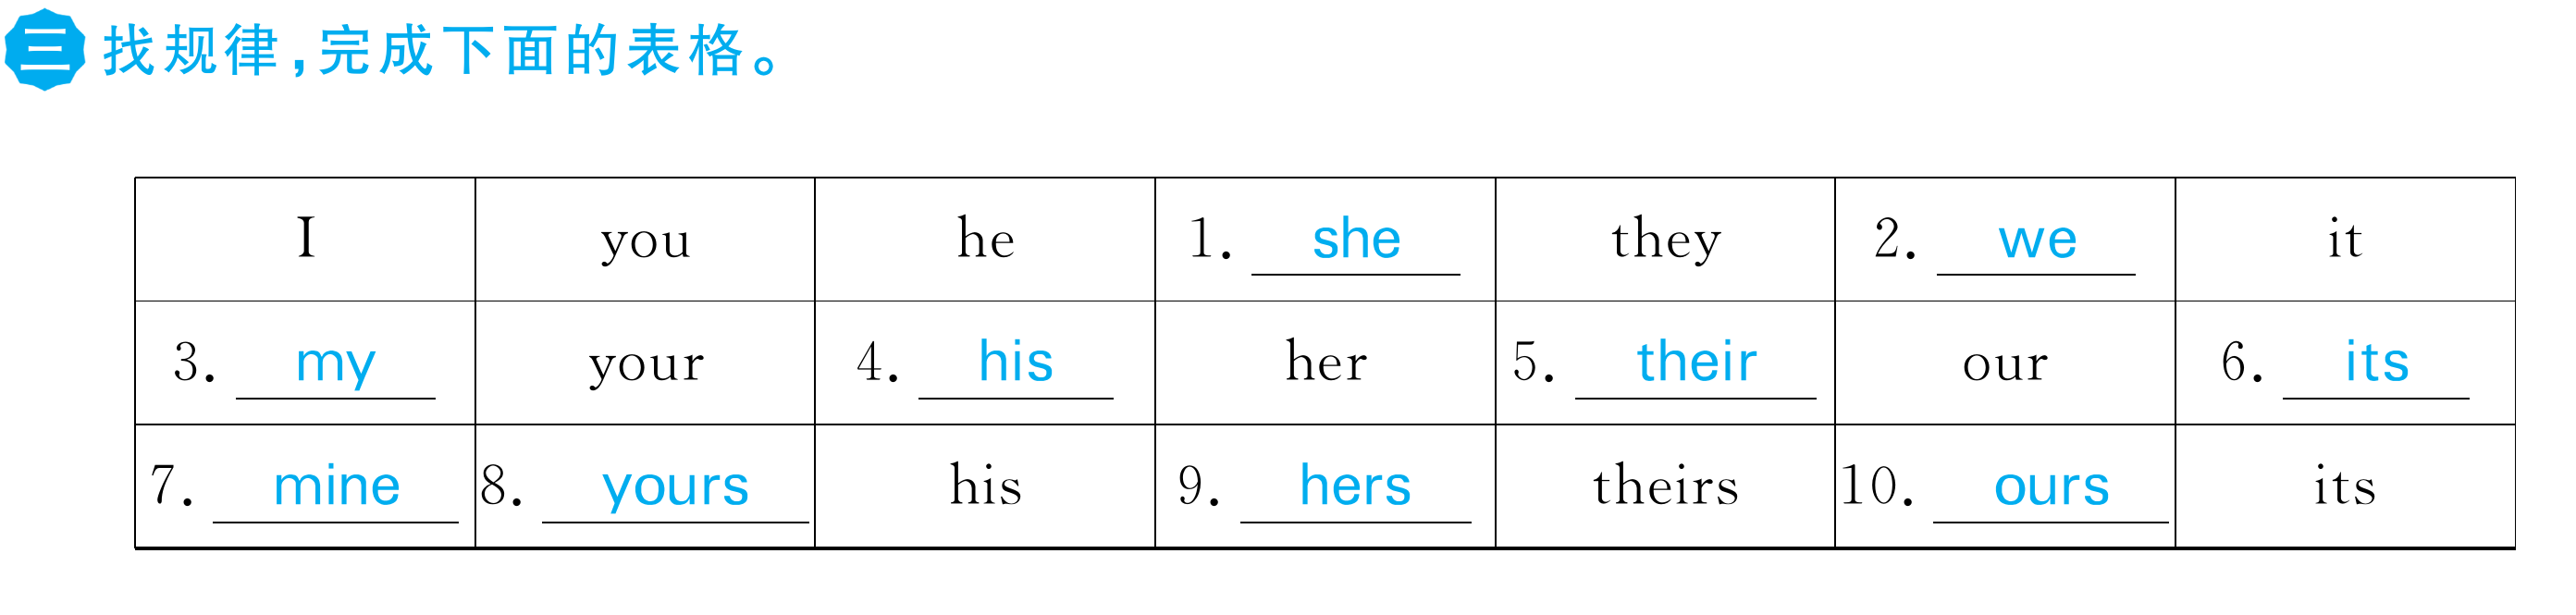 三 找规律,完成下面的表格。
I you he 1. she they 2. we it
3. my your 4. his her 5. their our 6. its
7. mine 8. yours his 9. hers theirs 10. ours its